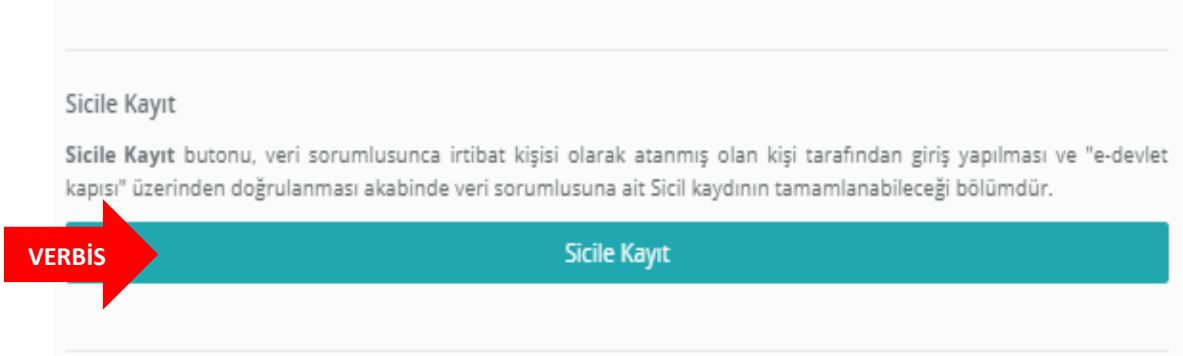 Sicile Kayıt
Sicile Kayıt butonu, veri sorumlusunca irtibat kişisi olarak atanmış olan kişi tarafından giriş yapılması ve "e-devlet
kapısı" üzerinden doğrulanması akabinde veri sorumlusuna ait Sicil kaydının tamamlanabileceği bölümdür.
VERBİS
Sicile Kayıt